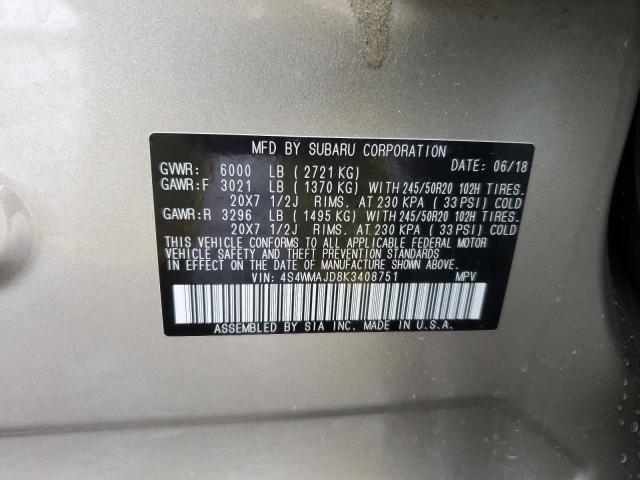 MFD BY SUBARU CORPORATION
DATE: 06/18
GVWR: 6000 LB ( 2721 KG)
GAWR:F 3021 LB ( 1370 KG) WITH 245/50R20 102H TIRES.
20X7 1/2J RIMS. AT 230 KPA ( 33 PSI) COLD
GAWR:R 3296 LB ( 1495 KG) WITH 245/50R20 102H TIRES.
20X7 1/2J RIMS. AT 230 KPA ( 33 PSI) COLD
THIS VEHICLE CONFORMS TO ALL APPLICABLE FEDERAL MOTOR
VEHICLE SAFETY AND THEFT PREVENTION STANDARDS
IN EFFECT ON THE DATE OF MANUFACTURE SHOWN ABOVE.
VIN: 4S4WMAJD8K3408751 MPV
ASSEMBLED BY SIA INC. MADE IN U.S.A.